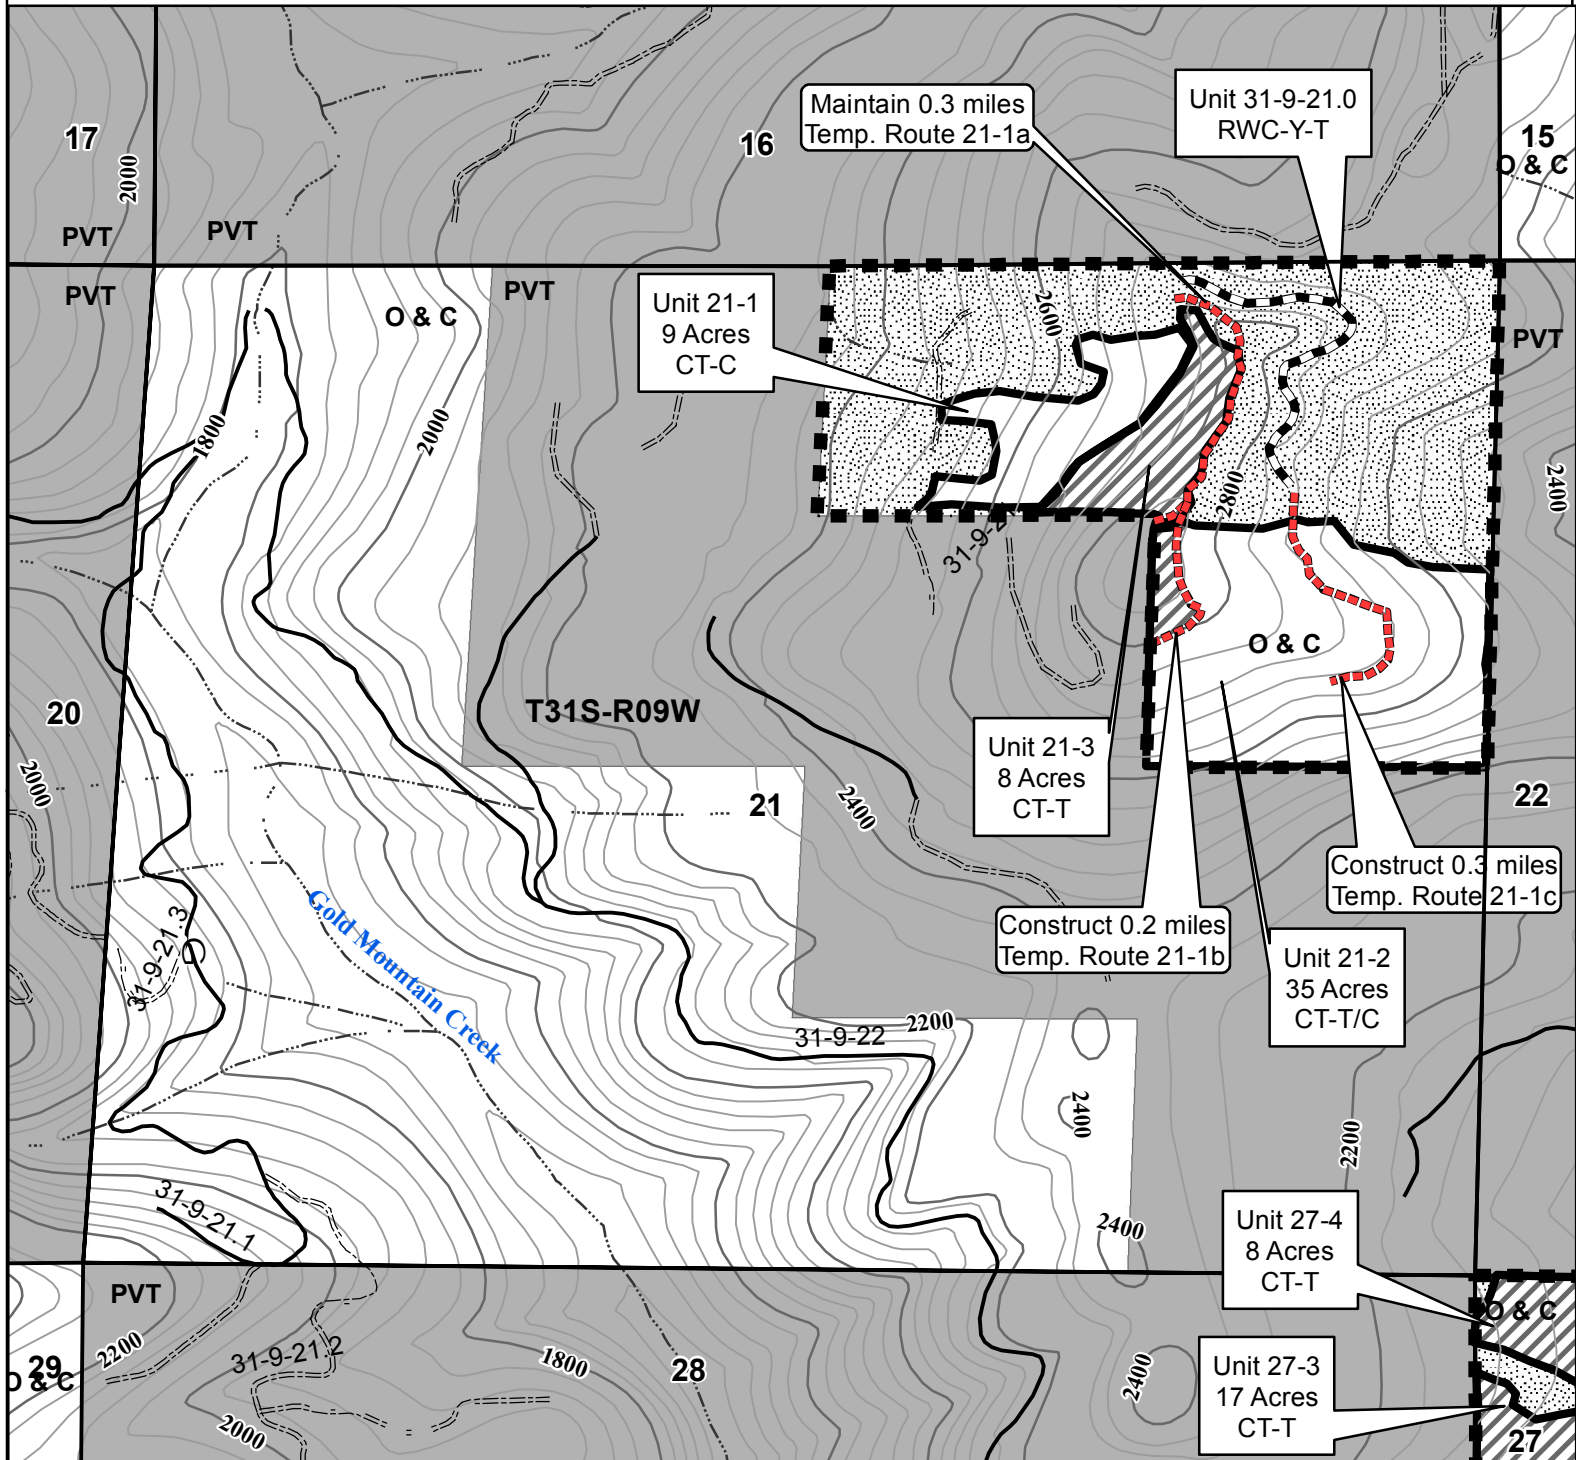 Maintain 0.3 miles
Temp. Route 21-1a
Unit 31-9-21.0
RWC-Y-T
17
16
15
O & C
2000
PVT
PVT
PVT
O & C
PVT
PVT
Unit 21-1
9 Acres
CT-C
2600
1800
2000
2800
2400
31-9-2
O & C
T31S-R09W
20
2000
Unit 21-3
8 Acres
CT-T
2400
21
22
Construct 0.3 miles
Temp. Route 21-1c
Construct 0.2 miles
Temp. Route 21-1b
Unit 21-2
35 Acres
CT-T/C
31-9-21.3
Gold Mountain Creek
2200
31-9-22
2400
2200
31-9-21.1
2400
Unit 27-4
8 Acres
CT-T
PVT
O & C
2200
29
O & C
31-9-21.2
1800
28
2400
Unit 27-3
17 Acres
CT-T
2000
27